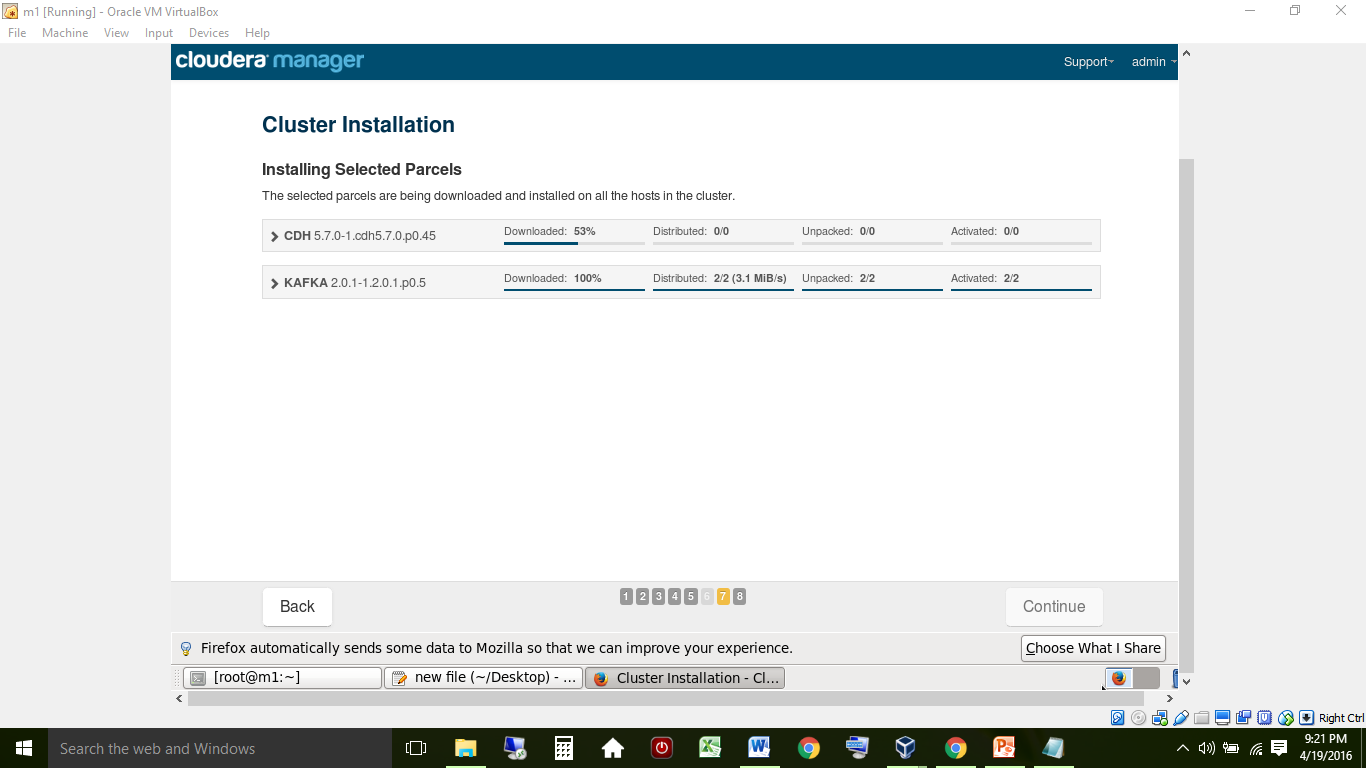 m1 [Running] - Oracle VM VirtualBox
File Machine View Input Devices Help
cloudera manager Support admin
Cluster Installation
Installing Selected Parcels
The selected parcels are being downloaded and installed on all the hosts in the cluster.
CDH 5.7.0-1.cdh5.7.0.p0.45 Downloaded: 53% Distributed: 0/0 Unpacked: 0/0 Activated: 0/0
KAFKA 2.0.1-1.2.0.1.p0.5 Downloaded: 100% Distributed: 2/2 (3.1 MiB/s) Unpacked: 2/2 Activated: 2/2
Back 1 2 3 4 5 6 7 8 Continue
Firefox automatically sends some data to Mozilla so that we can improve your experience. Choose What I Share
[root@m1:~] new file (~/Desktop) - ... Cluster Installation - Cl...
Right Ctrl
Search the web and Windows 9:21 PM
4/19/2016